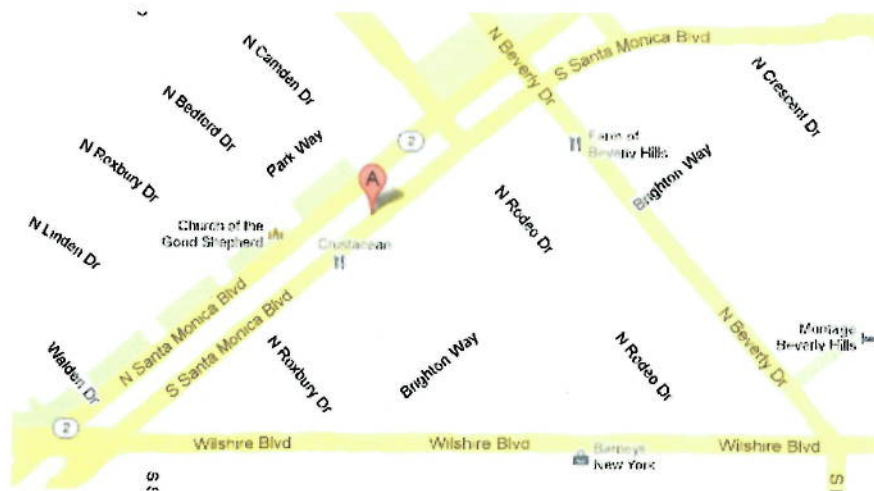 N Camden Dr
N Beverly Dr
S Santa Monica Blvd
N Bedford Dr
N Crescent Dr
Park Way
2
N Roxbury Dr
Farm of
Beverly Hills
A
Brighton Way
N Linden Dr
Church of the
Good Shepherd
N Rodeo Dr
Crustacean
N Santa Monica Blvd
S Santa Monica Blvd
N Beverly Dr
Montage
Beverly Hills
Walden Dr
N Roxbury Dr
Brighton Way
N Rodeo Dr
2
Wilshire Blvd
Wilshire Blvd
Wilshire Blvd
Barneys
New York